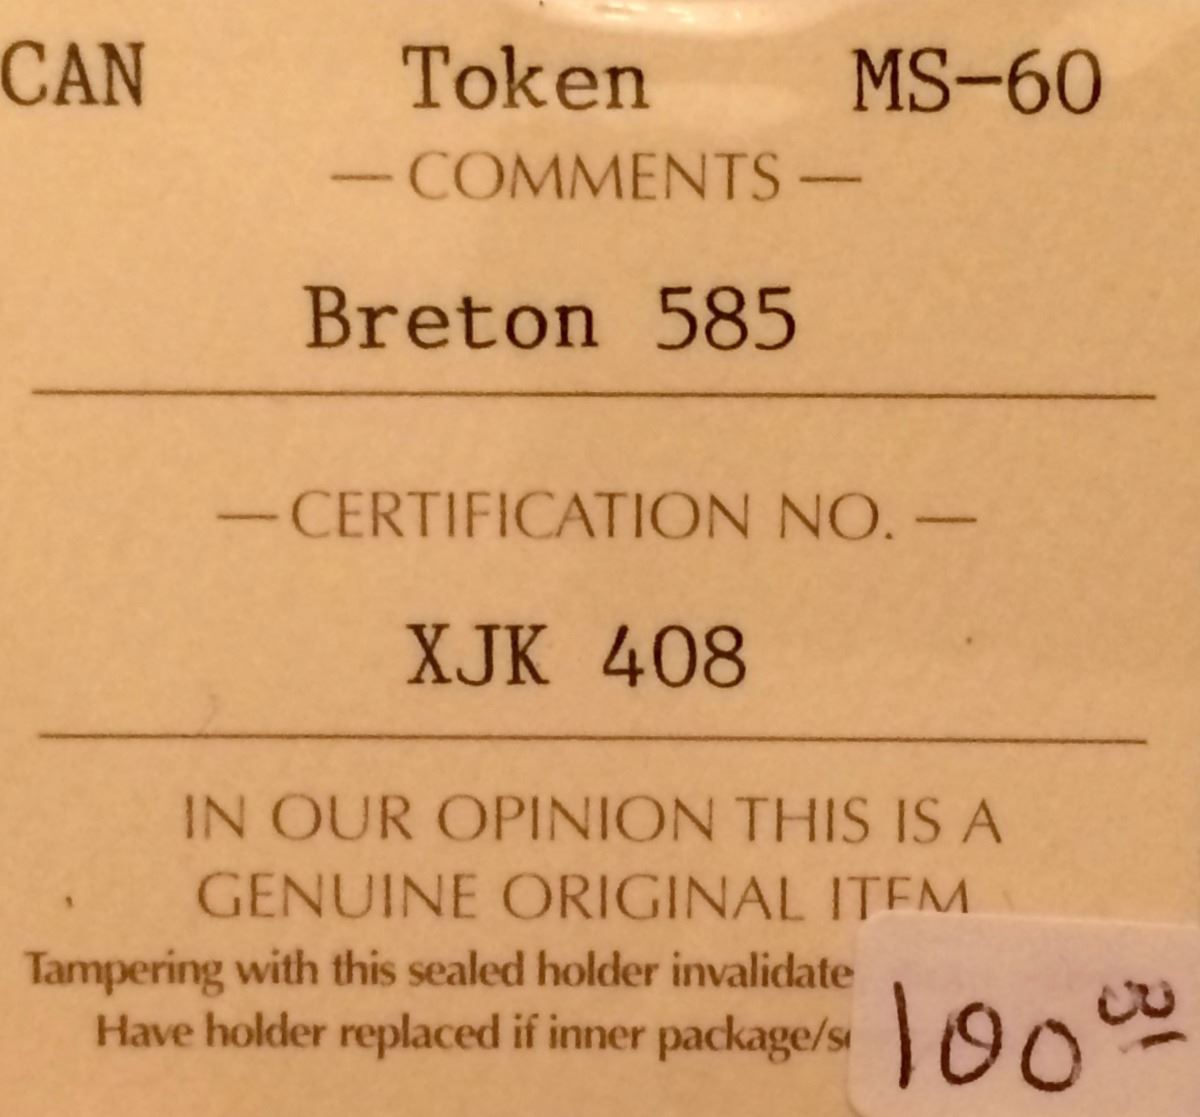 CAN Token MS-60
— COMMENTS —
Breton 585
— CERTIFICATION NO. —
XJK 408
IN OUR OPINION THIS IS A
GENUINE ORIGINAL ITEM
Tampering with this sealed holder invalidate
Have holder replaced if inner package/s
100.00